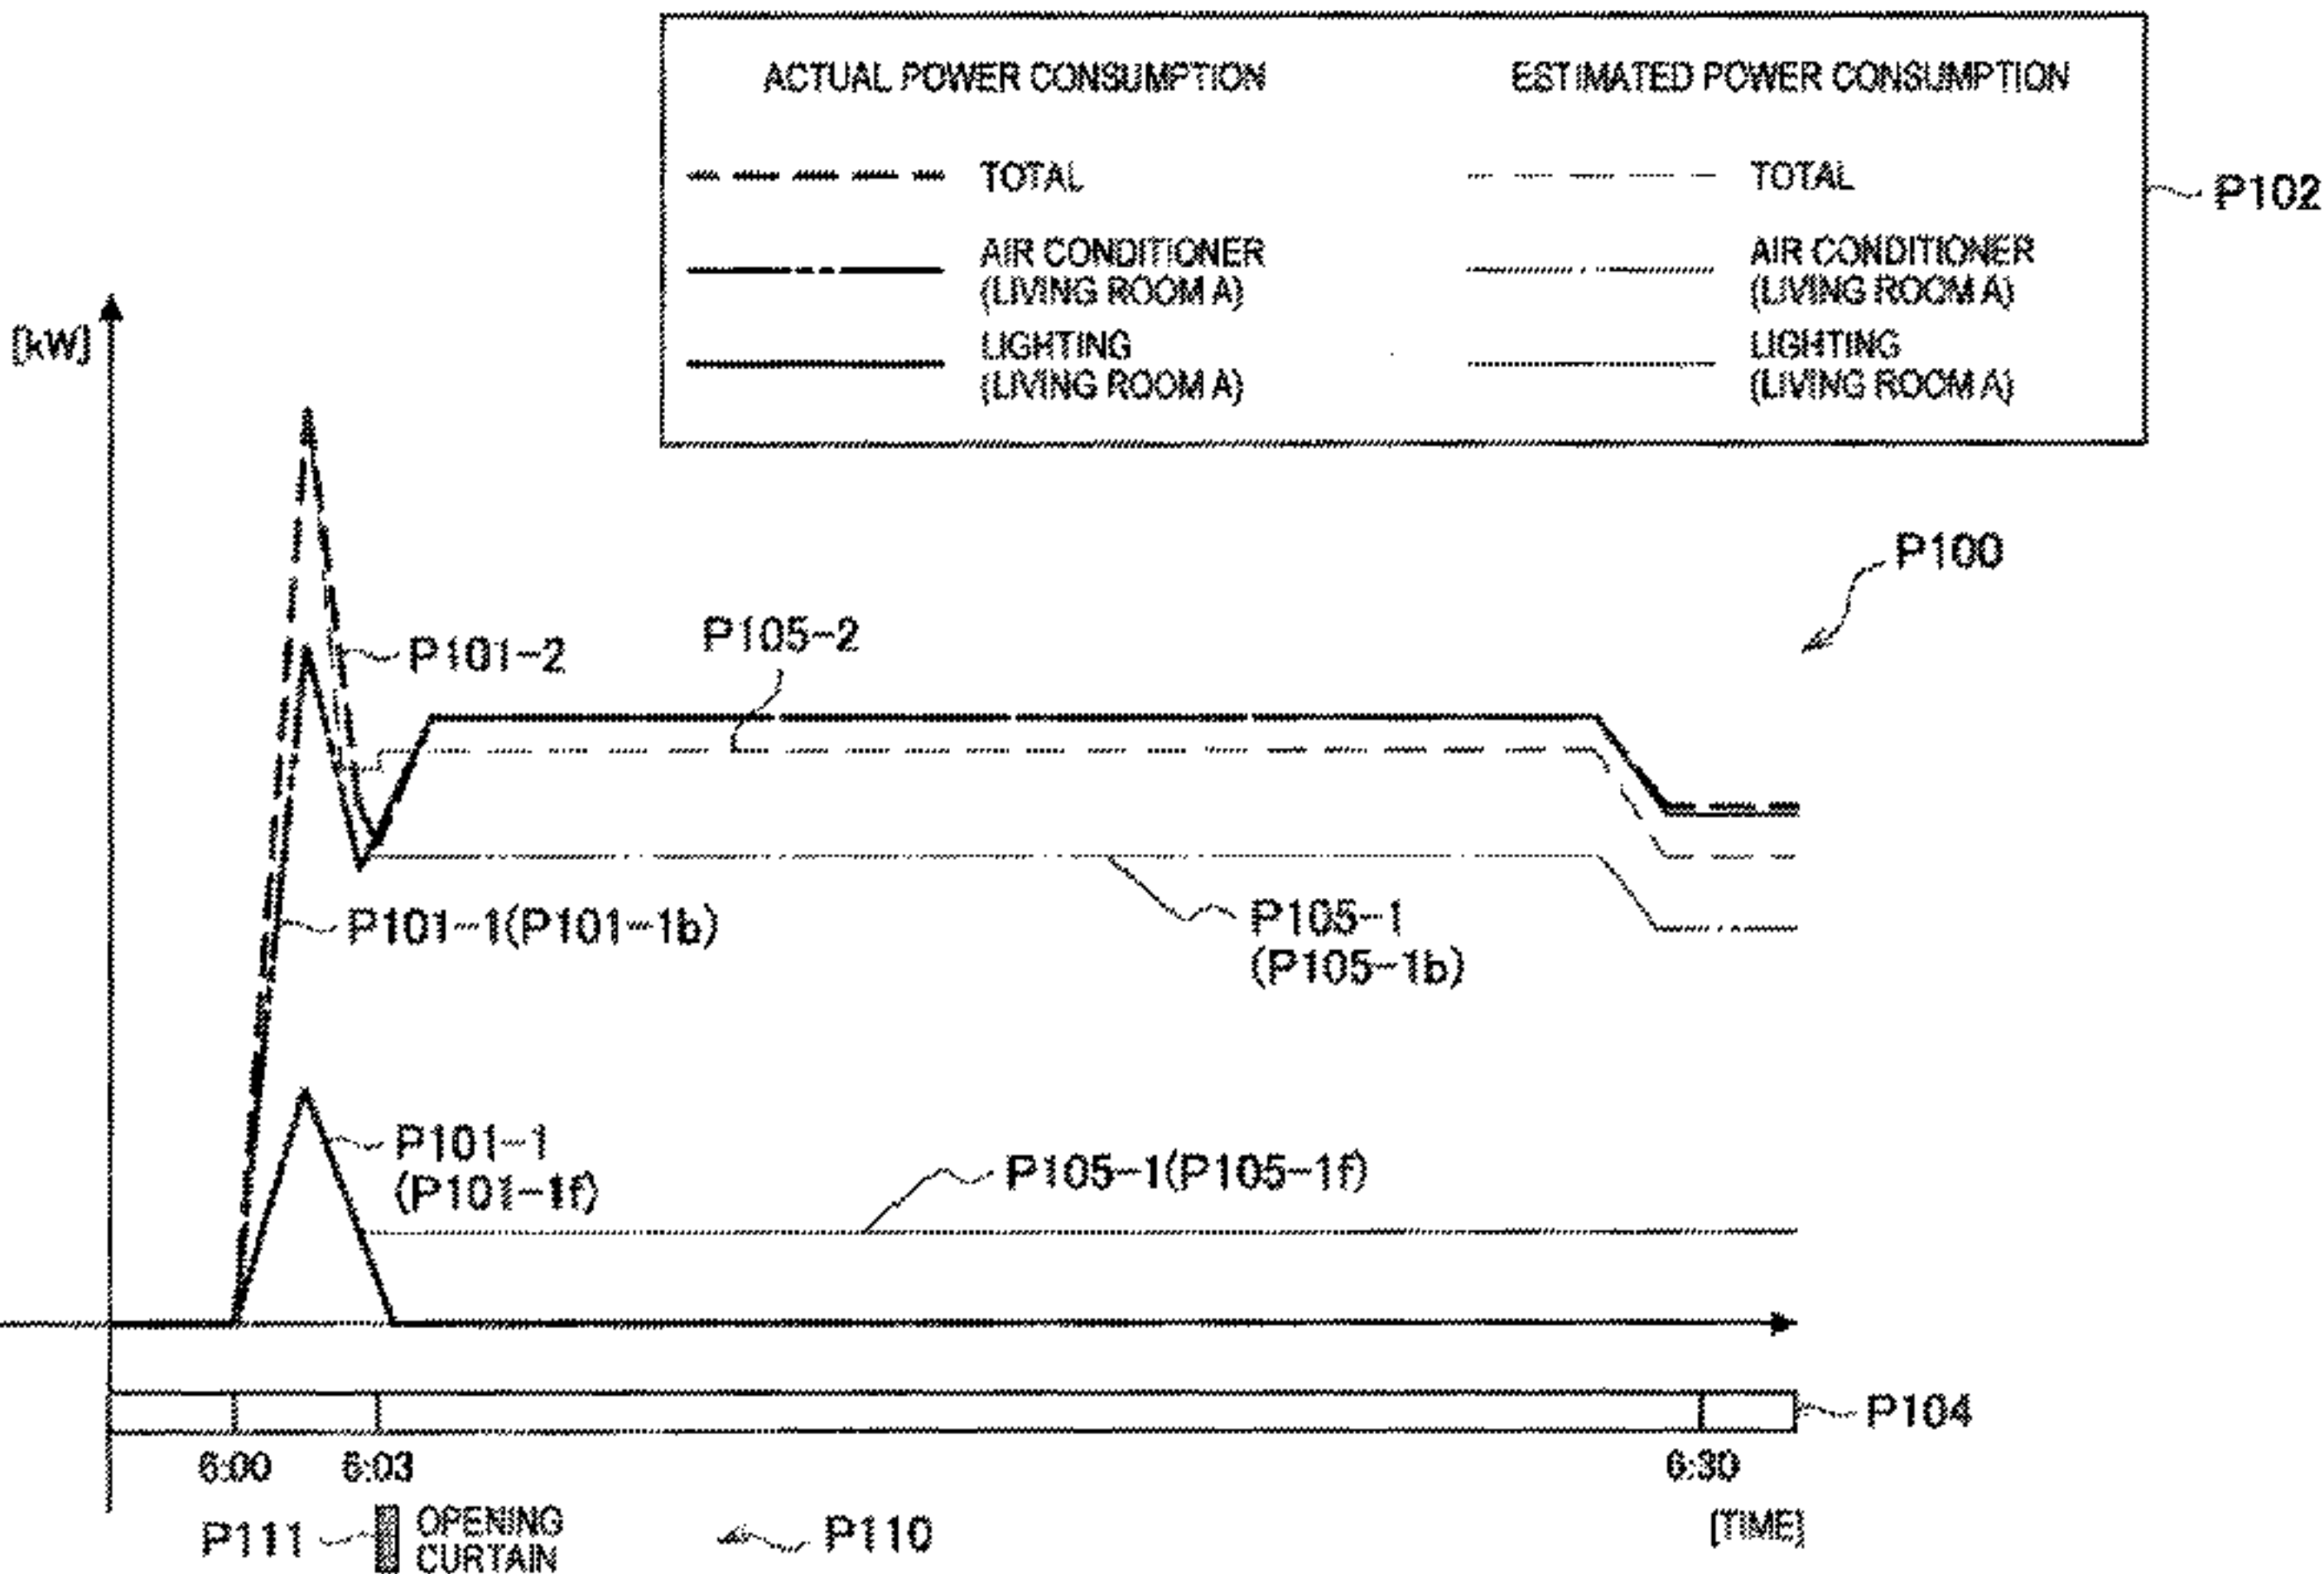 ACTUAL POWER CONSUMPTION
ESTIMATED POWER CONSUMPTION
TOTAL
TOTAL
P102
AIR CONDITIONER
(LIVING ROOM A)
AIR CONDITIONER
(LIVING ROOM A)
LIGHTING
(LIVING ROOM A)
LIGHTING
(LIVING ROOM A)
[kW]
P100
P101-2
P105-2
P101-1(P101-1b)
P105-1
(P105-1b)
P101-1
(P101-1f)
P105-1(P105-1f)
P104
6:00
6:03
6:30
P111
OPENING
CURTAIN
P110
[TIME]